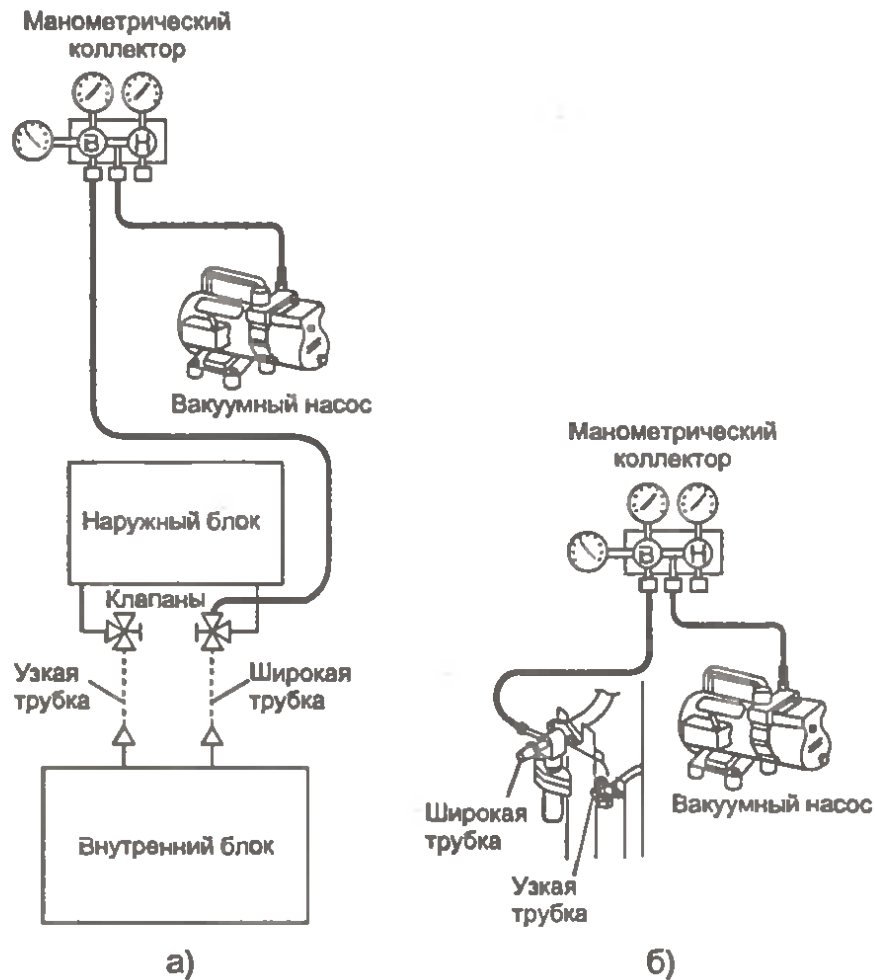 Манометрический
коллектор
В Н
Вакуумный насос
Наружный блок
Клапаны
Узкая
трубка
Широкая
трубка
Внутренний блок
а)
Манометрический
коллектор
В Н
Широкая
трубка
Вакуумный насос
Узкая
трубка
б)